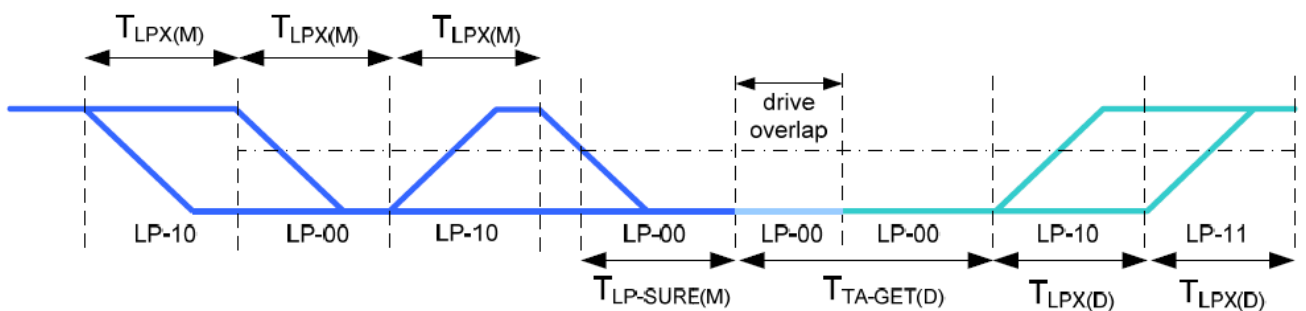 TLPX(M) TLPX(M) TLPX(M)
drive
overlap
LP-10 LP-00 LP-10 LP-00 LP-00 LP-00 LP-10 LP-11
TLP-SURE(M) TTA-GET(D) TLPX(D) TLPX(D)